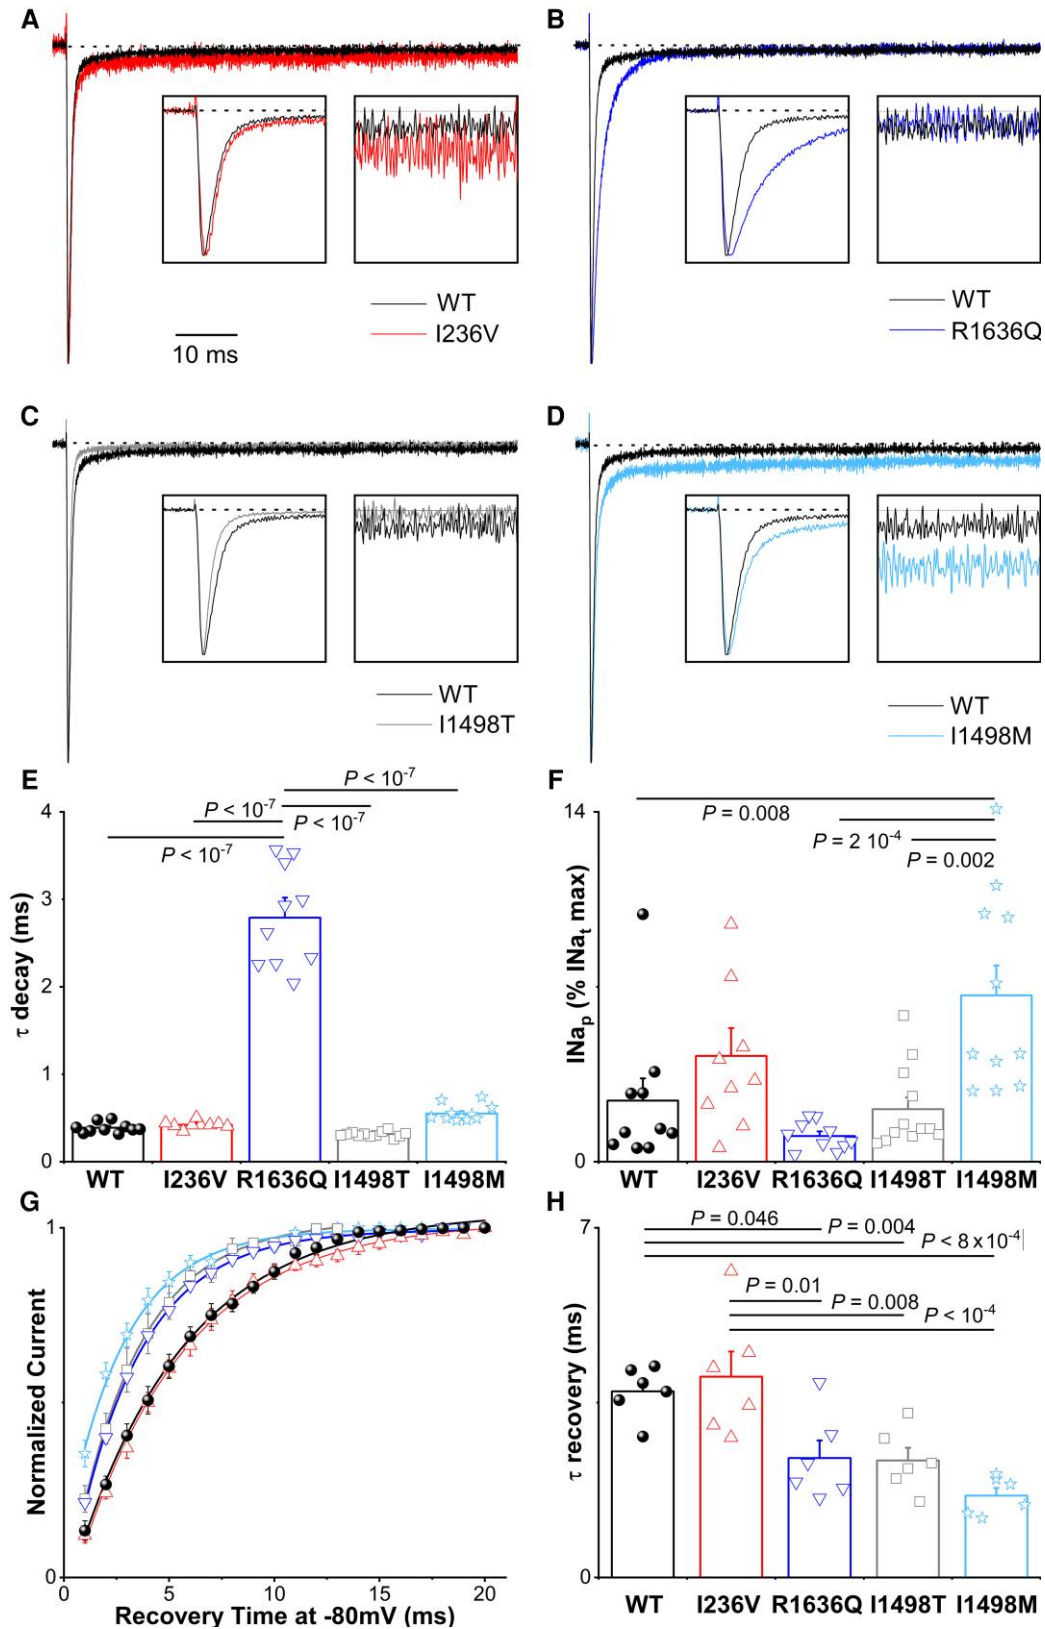 A
B
WT
I236V
10 ms
WT
R1636Q
C
D
WT
I1498T
WT
I1498M
E
P < 10-7
P < 10-7
P < 10-7
P < 10-7
4
3
2
1
0
τ decay (ms)
WT I236V R1636Q I1498T I1498M
F
P = 0.008
P = 2 10-4
P = 0.002
14
0
INap (% INat max)
WT I236V R1636Q I1498T I1498M
G
1
0
Normalized Current
0 5 10 15 20
Recovery Time at -80mV (ms)
H
P = 0.046
P = 0.004
P < 8 x 10-4
P = 0.01
P = 0.008
P < 10-4
7
0
τ recovery (ms)
WT I236V R1636Q I1498T I1498M